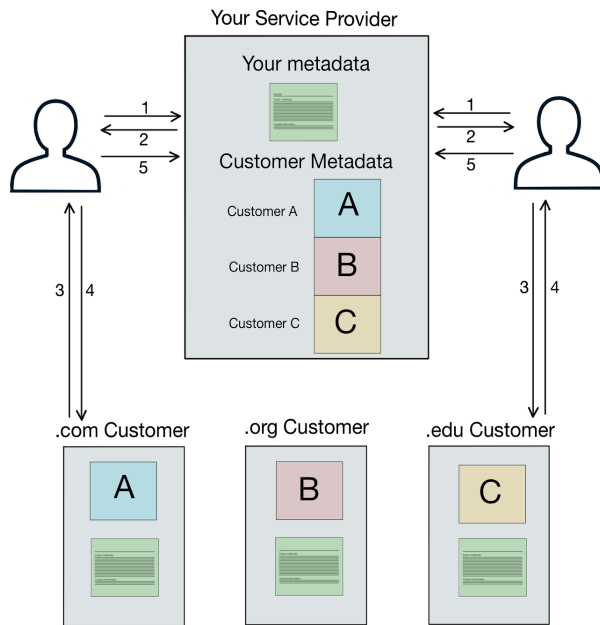 Your Service Provider
Your metadata
1
2
5
1
2
5
Customer Metadata
Customer A
A
Customer B
B
Customer C
C
3
4
3
4
.com Customer
.org Customer
.edu Customer
A
B
C